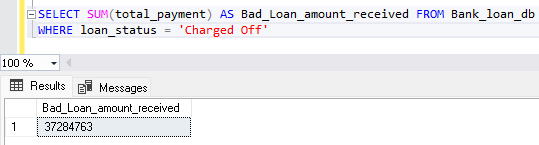 SELECT SUM(total_payment) AS Bad_Loan_amount_received FROM Bank_loan_db
WHERE loan_status = 'Charged Off'
100 %
Results Messages
Bad_Loan_amount_received
1 37284763